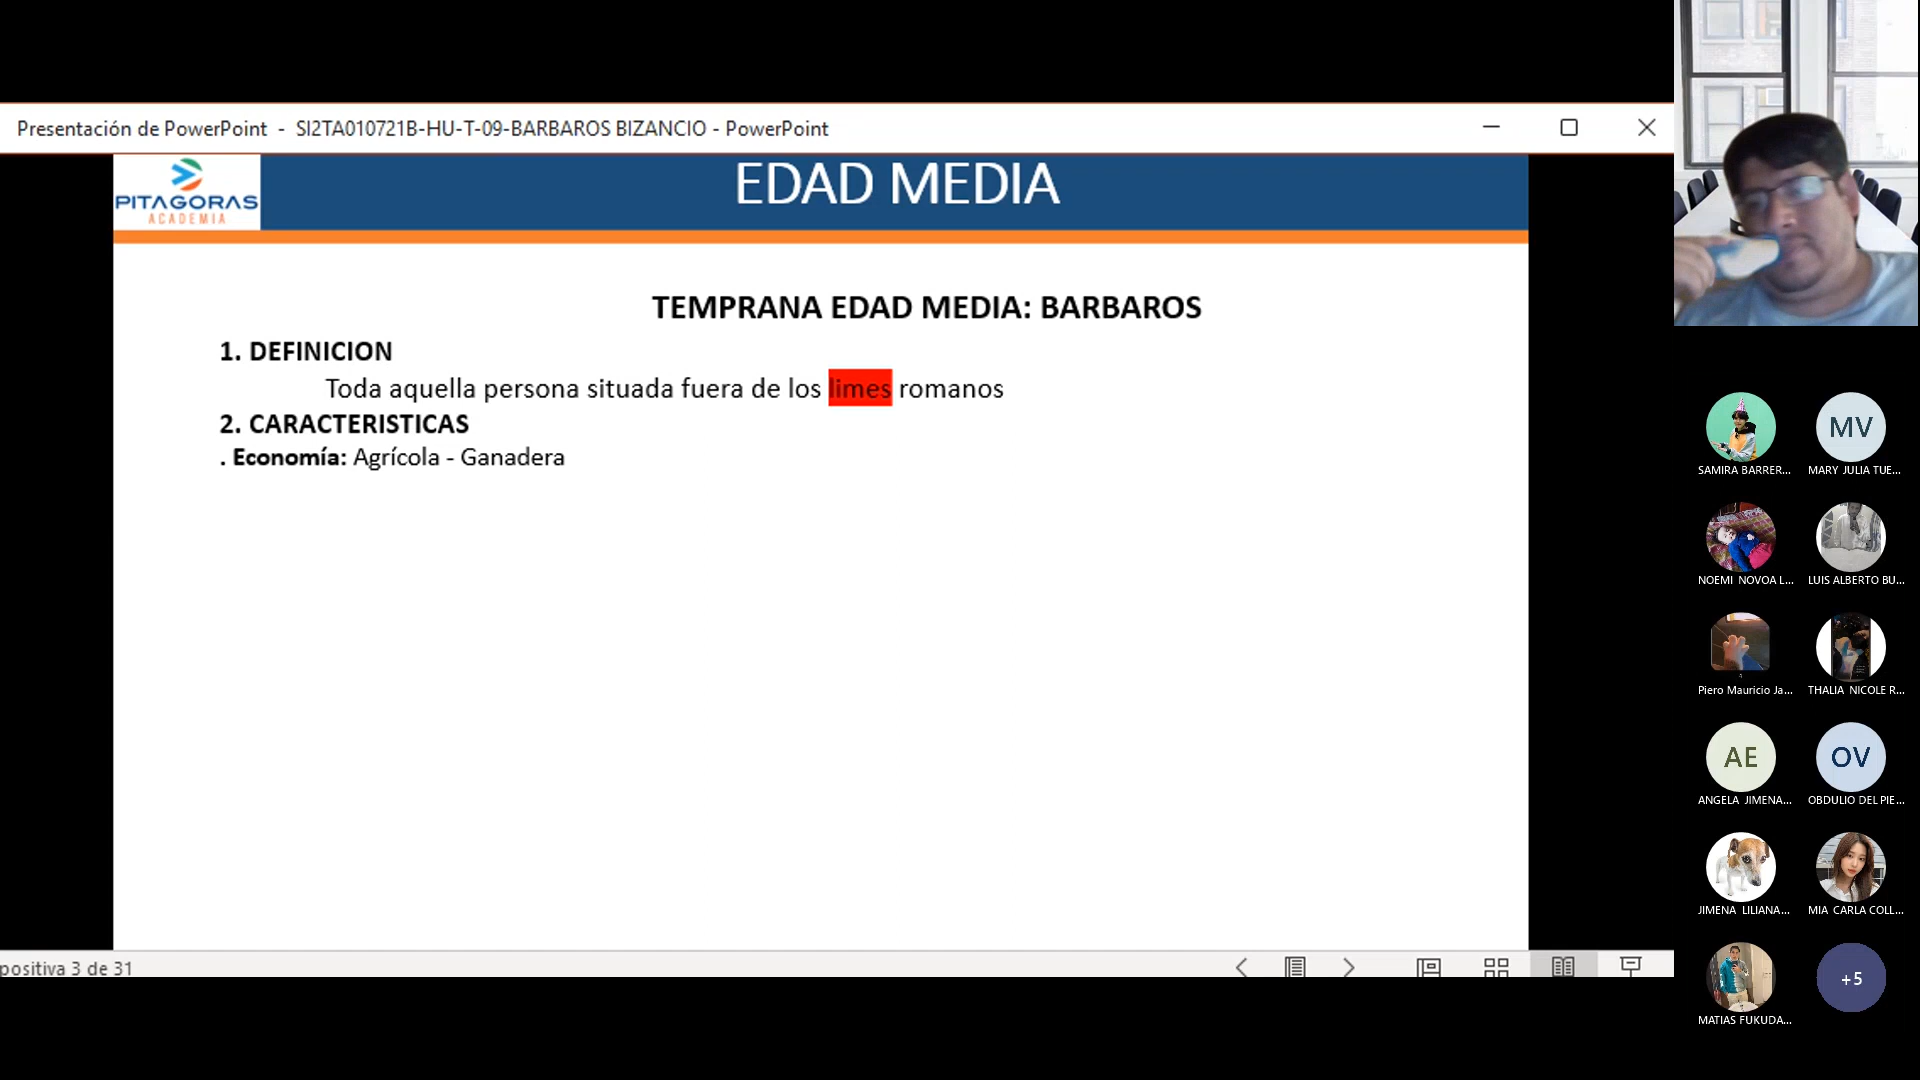 Presentación de PowerPoint - SI2TA010721B-HU-T-09-BARBAROS BIZANCIO - PowerPoint
PITAGORAS
ACADEMIA
EDAD MEDIA
TEMPRANA EDAD MEDIA: BARBAROS
1. DEFINICION
Toda aquella persona situada fuera de los limes romanos
2. CARACTERISTICAS
. Economía: Agrícola - Ganadera
positiva 3 de 31
MV
SAMIRA BARRER...
MARY JULIA TUE...
NOEMI NOVOA L...
LUIS ALBERTO BU...
Piero Mauricio Ja...
THALIA NICOLE R...
AE
OV
ANGELA JIMENA...
OBDULIO DEL PIE...
JIMENA LILIANA...
MIA CARLA COLL...
+5
MATIAS FUKUDA...